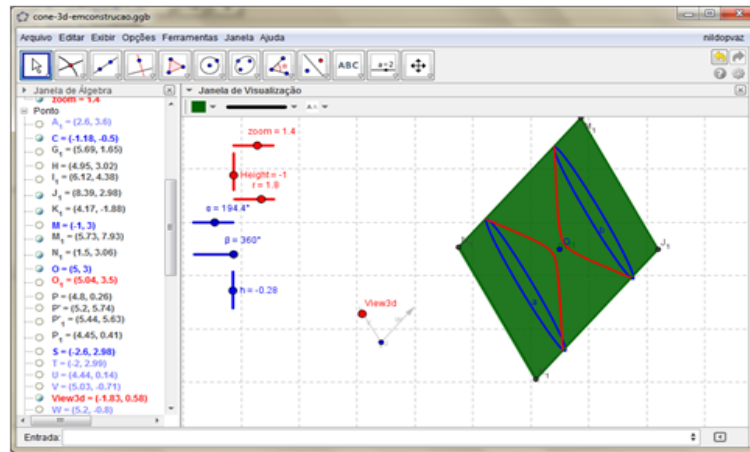 cone-3d-emconstrucao.ggb
Arquivo Editar Exibir Opções Ferramentas Janela Ajuda
nildopvaz
ABC
a=2
Janela de Álgebra
Janela de Visualização
zoom = 1.4
Ponto
A₁ = (2.6, 3.6)
C = (-1.18, -0.5)
G₁ = (5.69, 1.65)
H = (4.95, 3.02)
I₁ = (6.12, 4.38)
J₁ = (8.39, 2.98)
K₁ = (4.17, -1.88)
M = (-1, 3)
M₁ = (5.73, 7.93)
N₁ = (1.5, 3.06)
O = (5, 3)
O₁ = (5.04, 3.5)
P = (4.8, 0.26)
P' = (5.2, 5.74)
P'₁ = (5.44, 5.63)
P₁ = (4.45, 0.41)
S = (-2.6, 2.98)
T = (-2, 2.99)
U = (4.44, 0.14)
V = (5.03, -0.71)
View3d = (-1.83, 0.58)
W = (5.2, -0.8)
zoom = 1.4
Height = -1
r = 1.8
α = 194.4°
β = 360°
h = -0.28
View3d
J₁
a
Entrada: